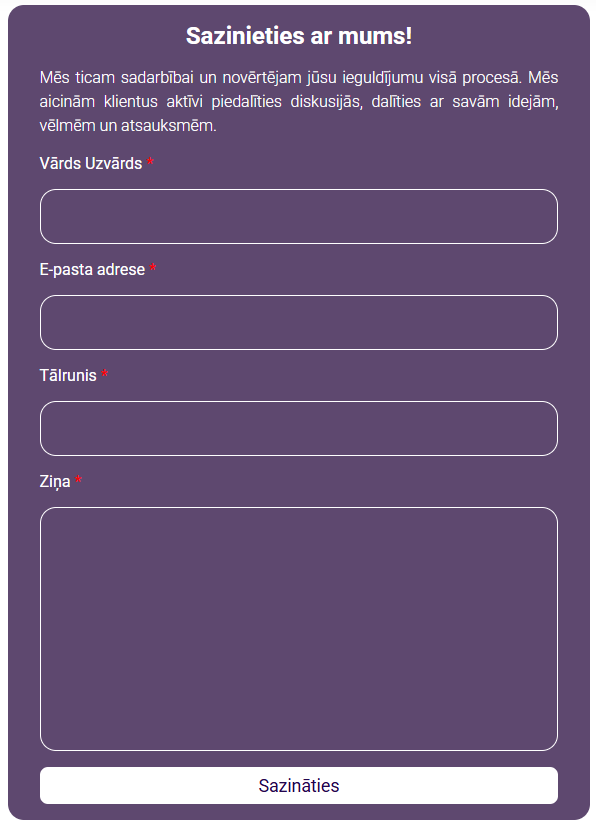 Sazinieties ar mums!
Mēs ticam sadarbībai un novērtējam jūsu ieguldījumu visā procesā. Mēs
aicinām klientus aktīvi piedalīties diskusijās, dalīties ar savām idejām,
vēlmēm un atsauksmēm.
Vārds Uzvārds *
E-pasta adrese *
Tālrunis *
Ziņa *
Sazināties